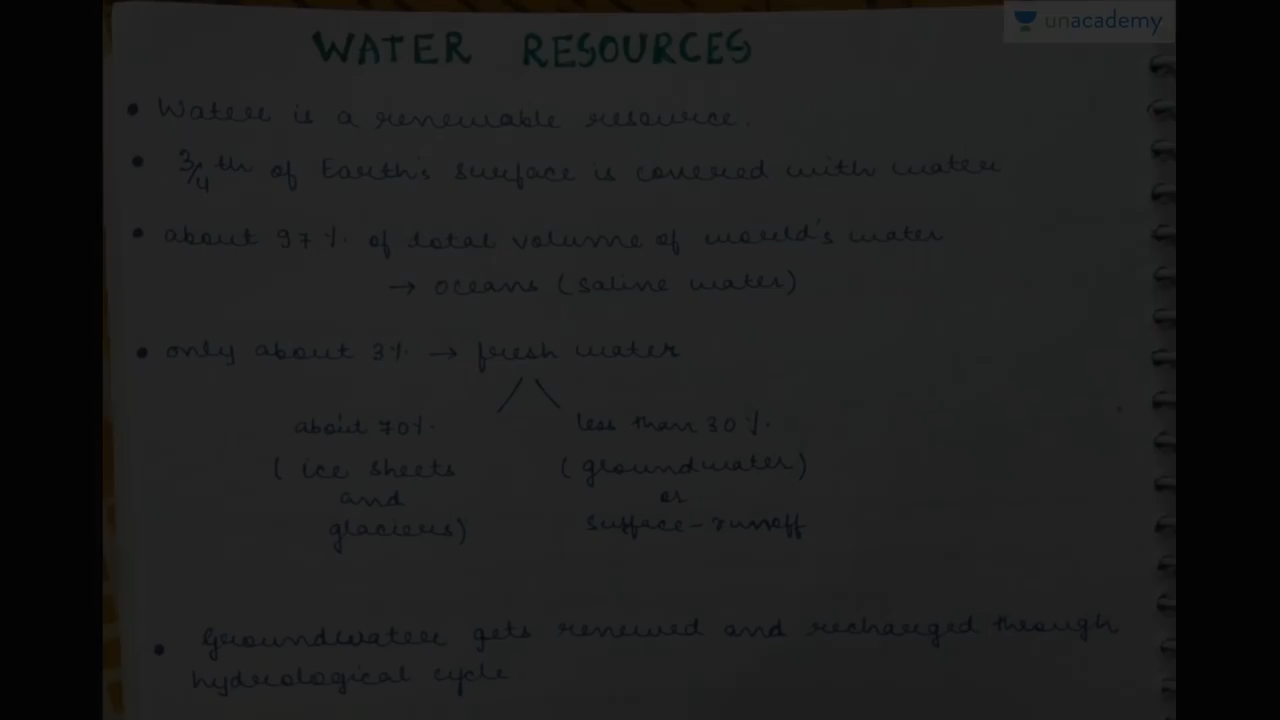 unacademy
WATER RESOURCES
• Water is a renewable resource.
• 3/4th of Earth's surface is covered with water
• about 97% of total volume of world's water
→ oceans (saline water)
• only about 3% → fresh water
about 70% less than 30%
(ice sheets (groundwater)
and or
glaciers) surface-runoff
• Groundwater gets renewed and recharged through
hydrological cycle